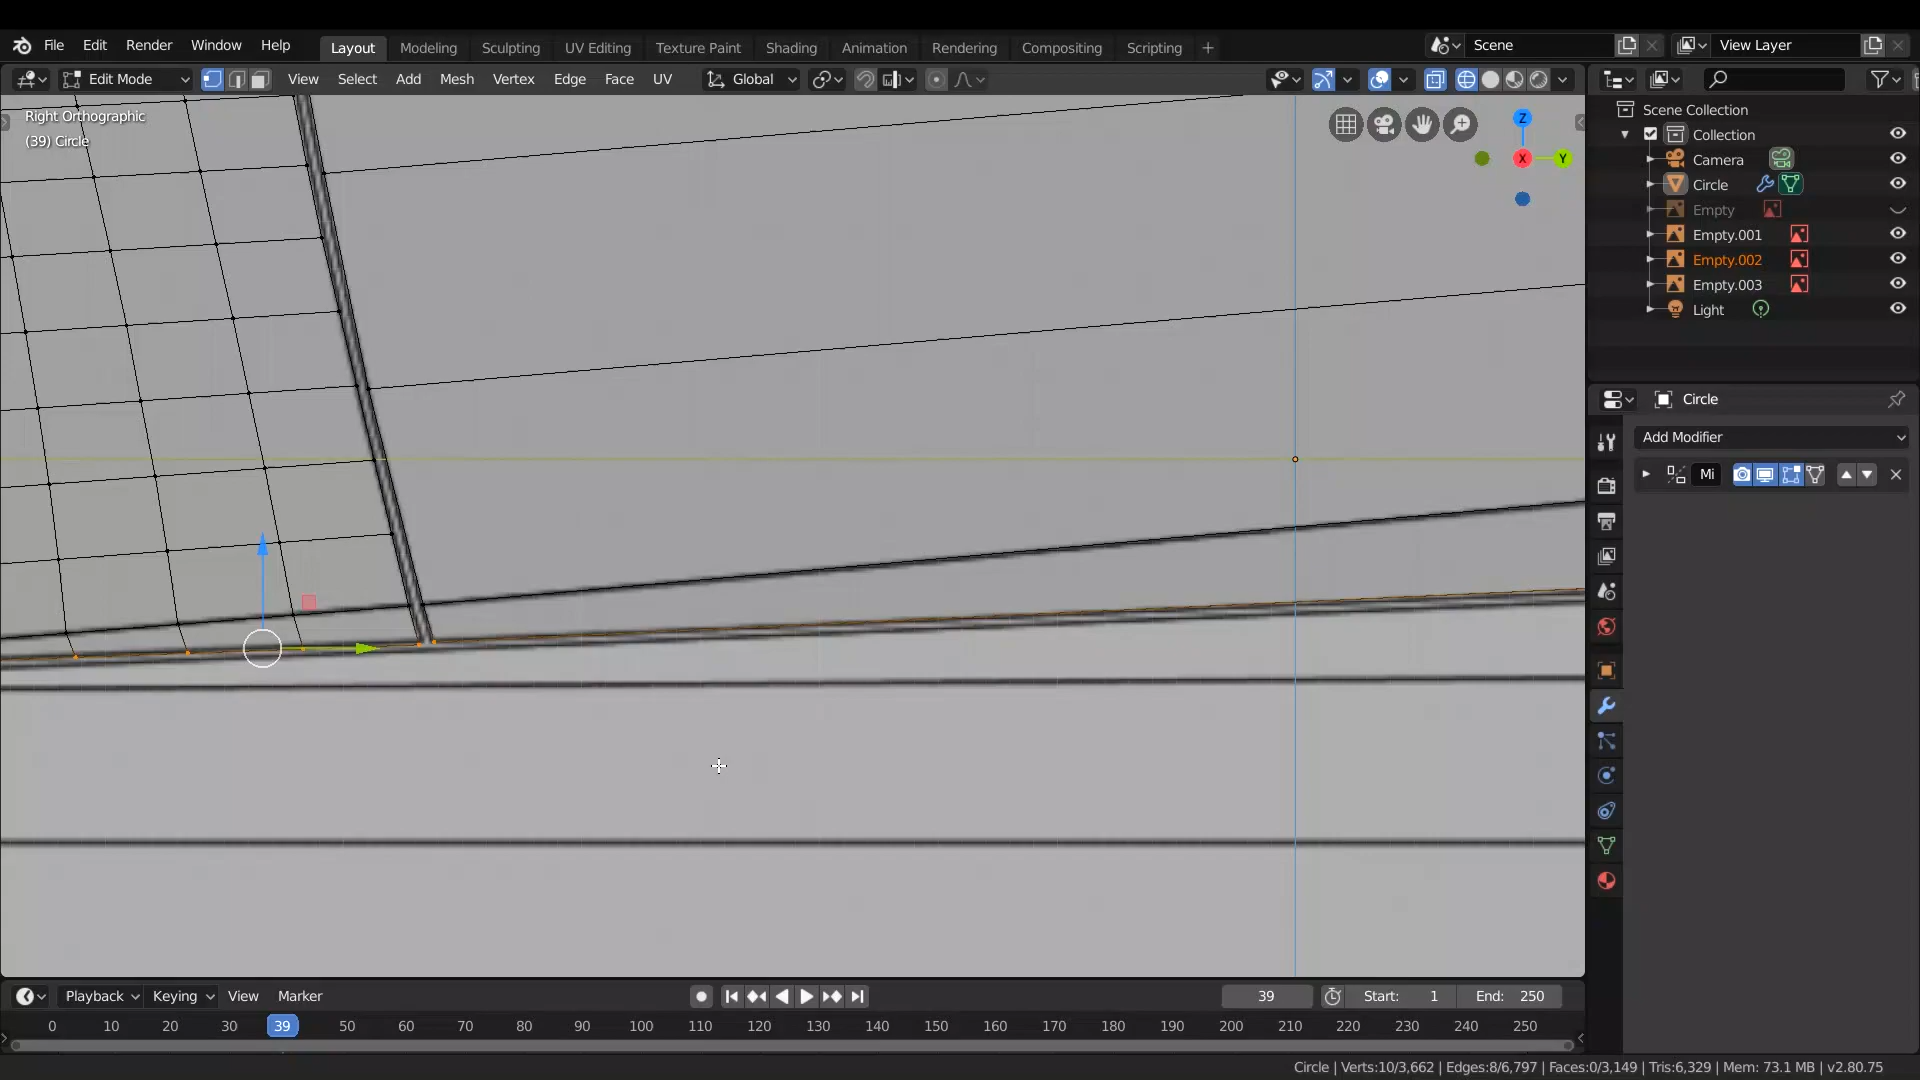 File Edit Render Window Help Layout Modeling Sculpting UV Editing Texture Paint Shading Animation Rendering Compositing Scripting + Scene View Layer
Edit Mode View Select Add Mesh Vertex Edge Face UV Global
Right Orthographic
(39) Circle
Z
X
Y
Scene Collection
Collection
Camera
Circle
Empty
Empty.001
Empty.002
Empty.003
Light
Circle
Add Modifier
Mi
Playback Keying View Marker 39 Start: 1 End: 250
0 10 20 30 39 50 60 70 80 90 100 110 120 130 140 150 160 170 180 190 200 210 220 230 240 250
Circle | Verts:10/3,662 | Edges:8/6,797 | Faces:0/3,149 | Tris:6,329 | Mem: 73.1 MB | v2.80.75